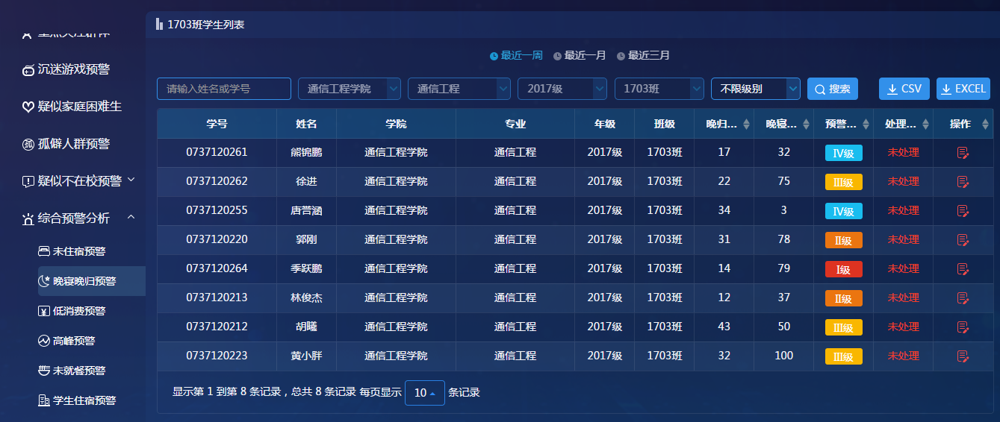 重点关注群体
沉迷游戏预警
疑似家庭困难生
孤僻人群预警
疑似不在校预警
综合预警分析
未住宿预警
晚寝晚归预警
低消费预警
高峰预警
未就餐预警
学生住宿预警
1703班学生列表
最近一周 最近一月 最近三月
请输入姓名或学号 通信工程学院 通信工程 2017级 1703班 不限级别 搜索 CSV EXCEL
学号 姓名 学院 专业 年级 班级 晚归... 晚寝... 预警... 处理... 操作
0737120261 熊锦鹏 通信工程学院 通信工程 2017级 1703班 17 32 IV级 未处理
0737120262 徐进 通信工程学院 通信工程 2017级 1703班 22 75 III级 未处理
0737120255 唐誉涵 通信工程学院 通信工程 2017级 1703班 34 3 IV级 未处理
0737120220 郭刚 通信工程学院 通信工程 2017级 1703班 31 78 II级 未处理
0737120264 季跃鹏 通信工程学院 通信工程 2017级 1703班 14 79 I级 未处理
0737120213 林俊杰 通信工程学院 通信工程 2017级 1703班 12 37 II级 未处理
0737120212 胡曦 通信工程学院 通信工程 2017级 1703班 43 50 III级 未处理
0737120223 黄小胖 通信工程学院 通信工程 2017级 1703班 32 100 III级 未处理
显示第 1 到第 8 条记录，总共 8 条记录 每页显示 10 条记录